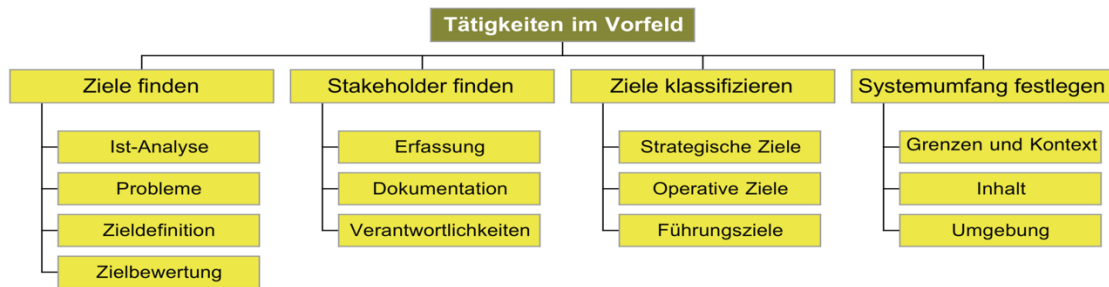 Tätigkeiten im Vorfeld
Ziele finden
Ist-Analyse
Probleme
Zieldefinition
Zielbewertung
Stakeholder finden
Erfassung
Dokumentation
Verantwortlichkeiten
Ziele klassifizieren
Strategische Ziele
Operative Ziele
Führungsziele
Systemumfang festlegen
Grenzen und Kontext
Inhalt
Umgebung